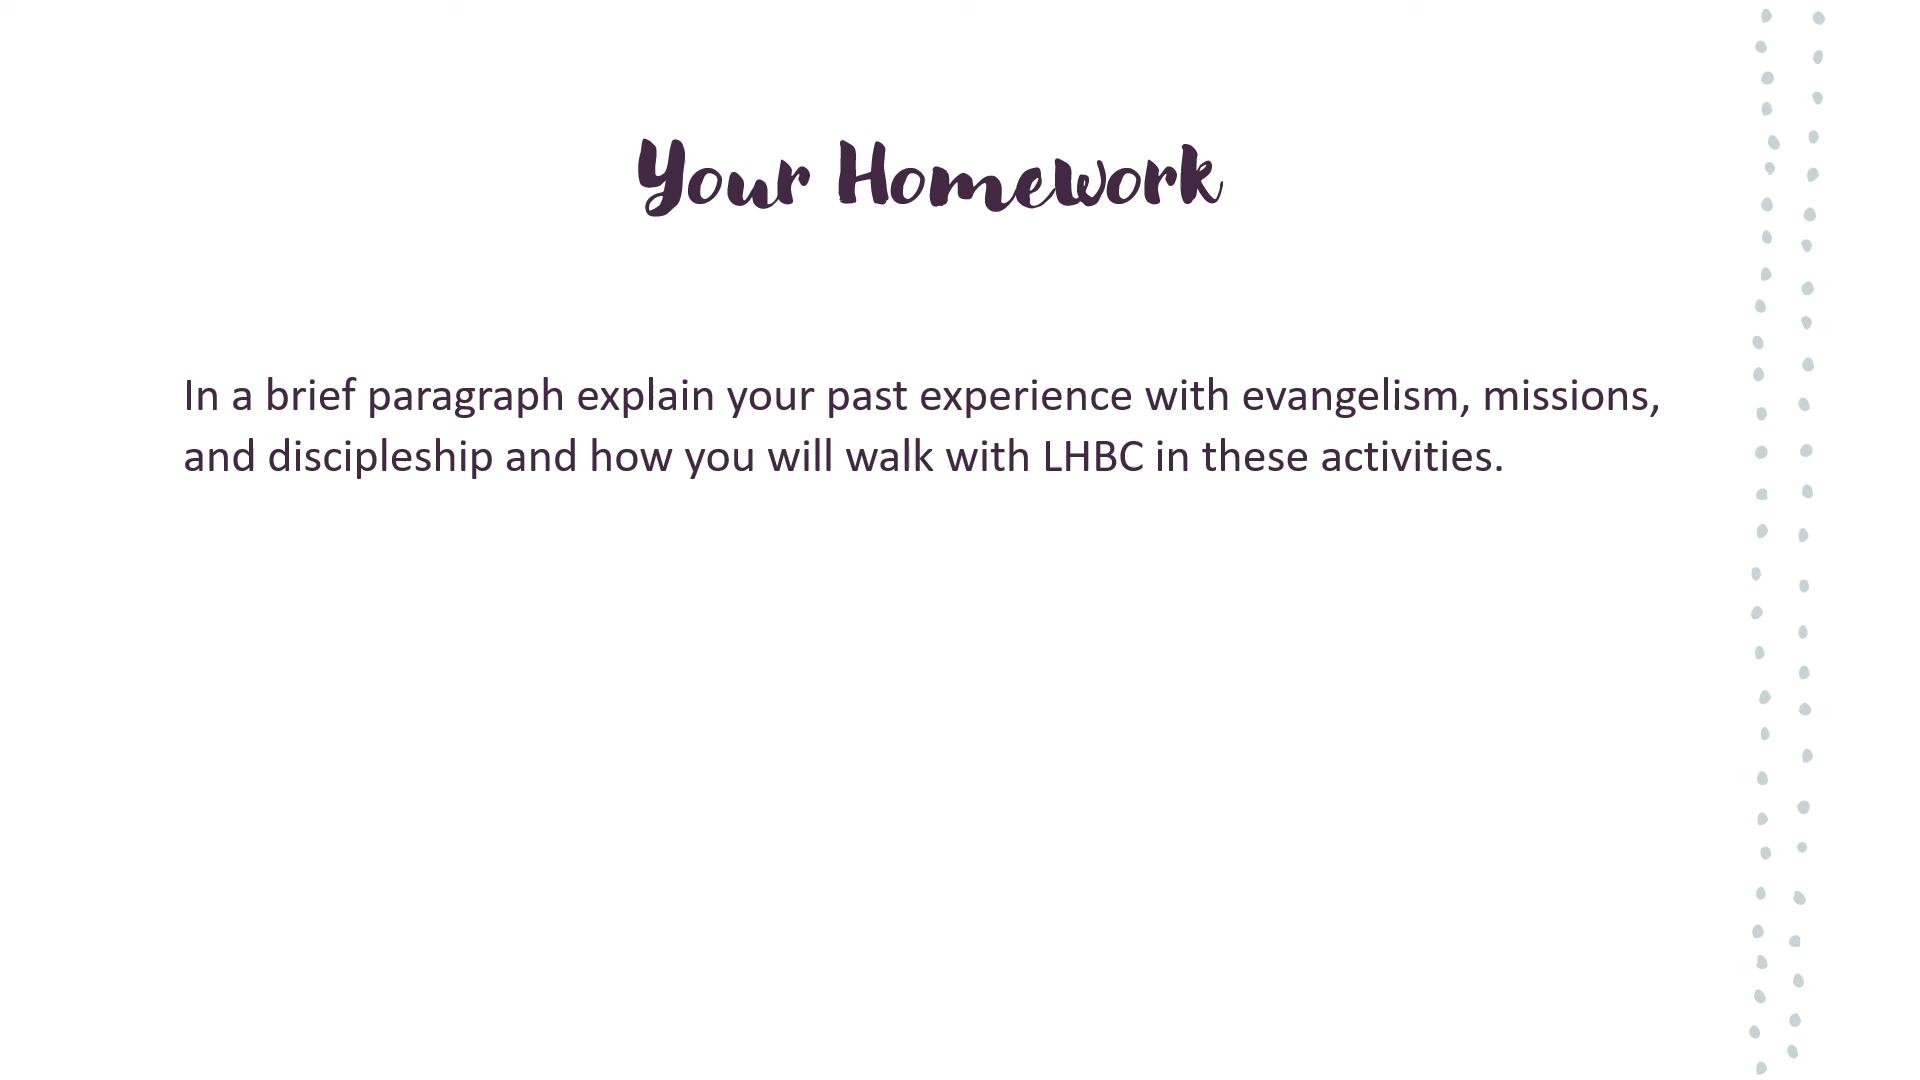 Your Homework
In a brief paragraph explain your past experience with evangelism, missions,
and discipleship and how you will walk with LHBC in these activities.